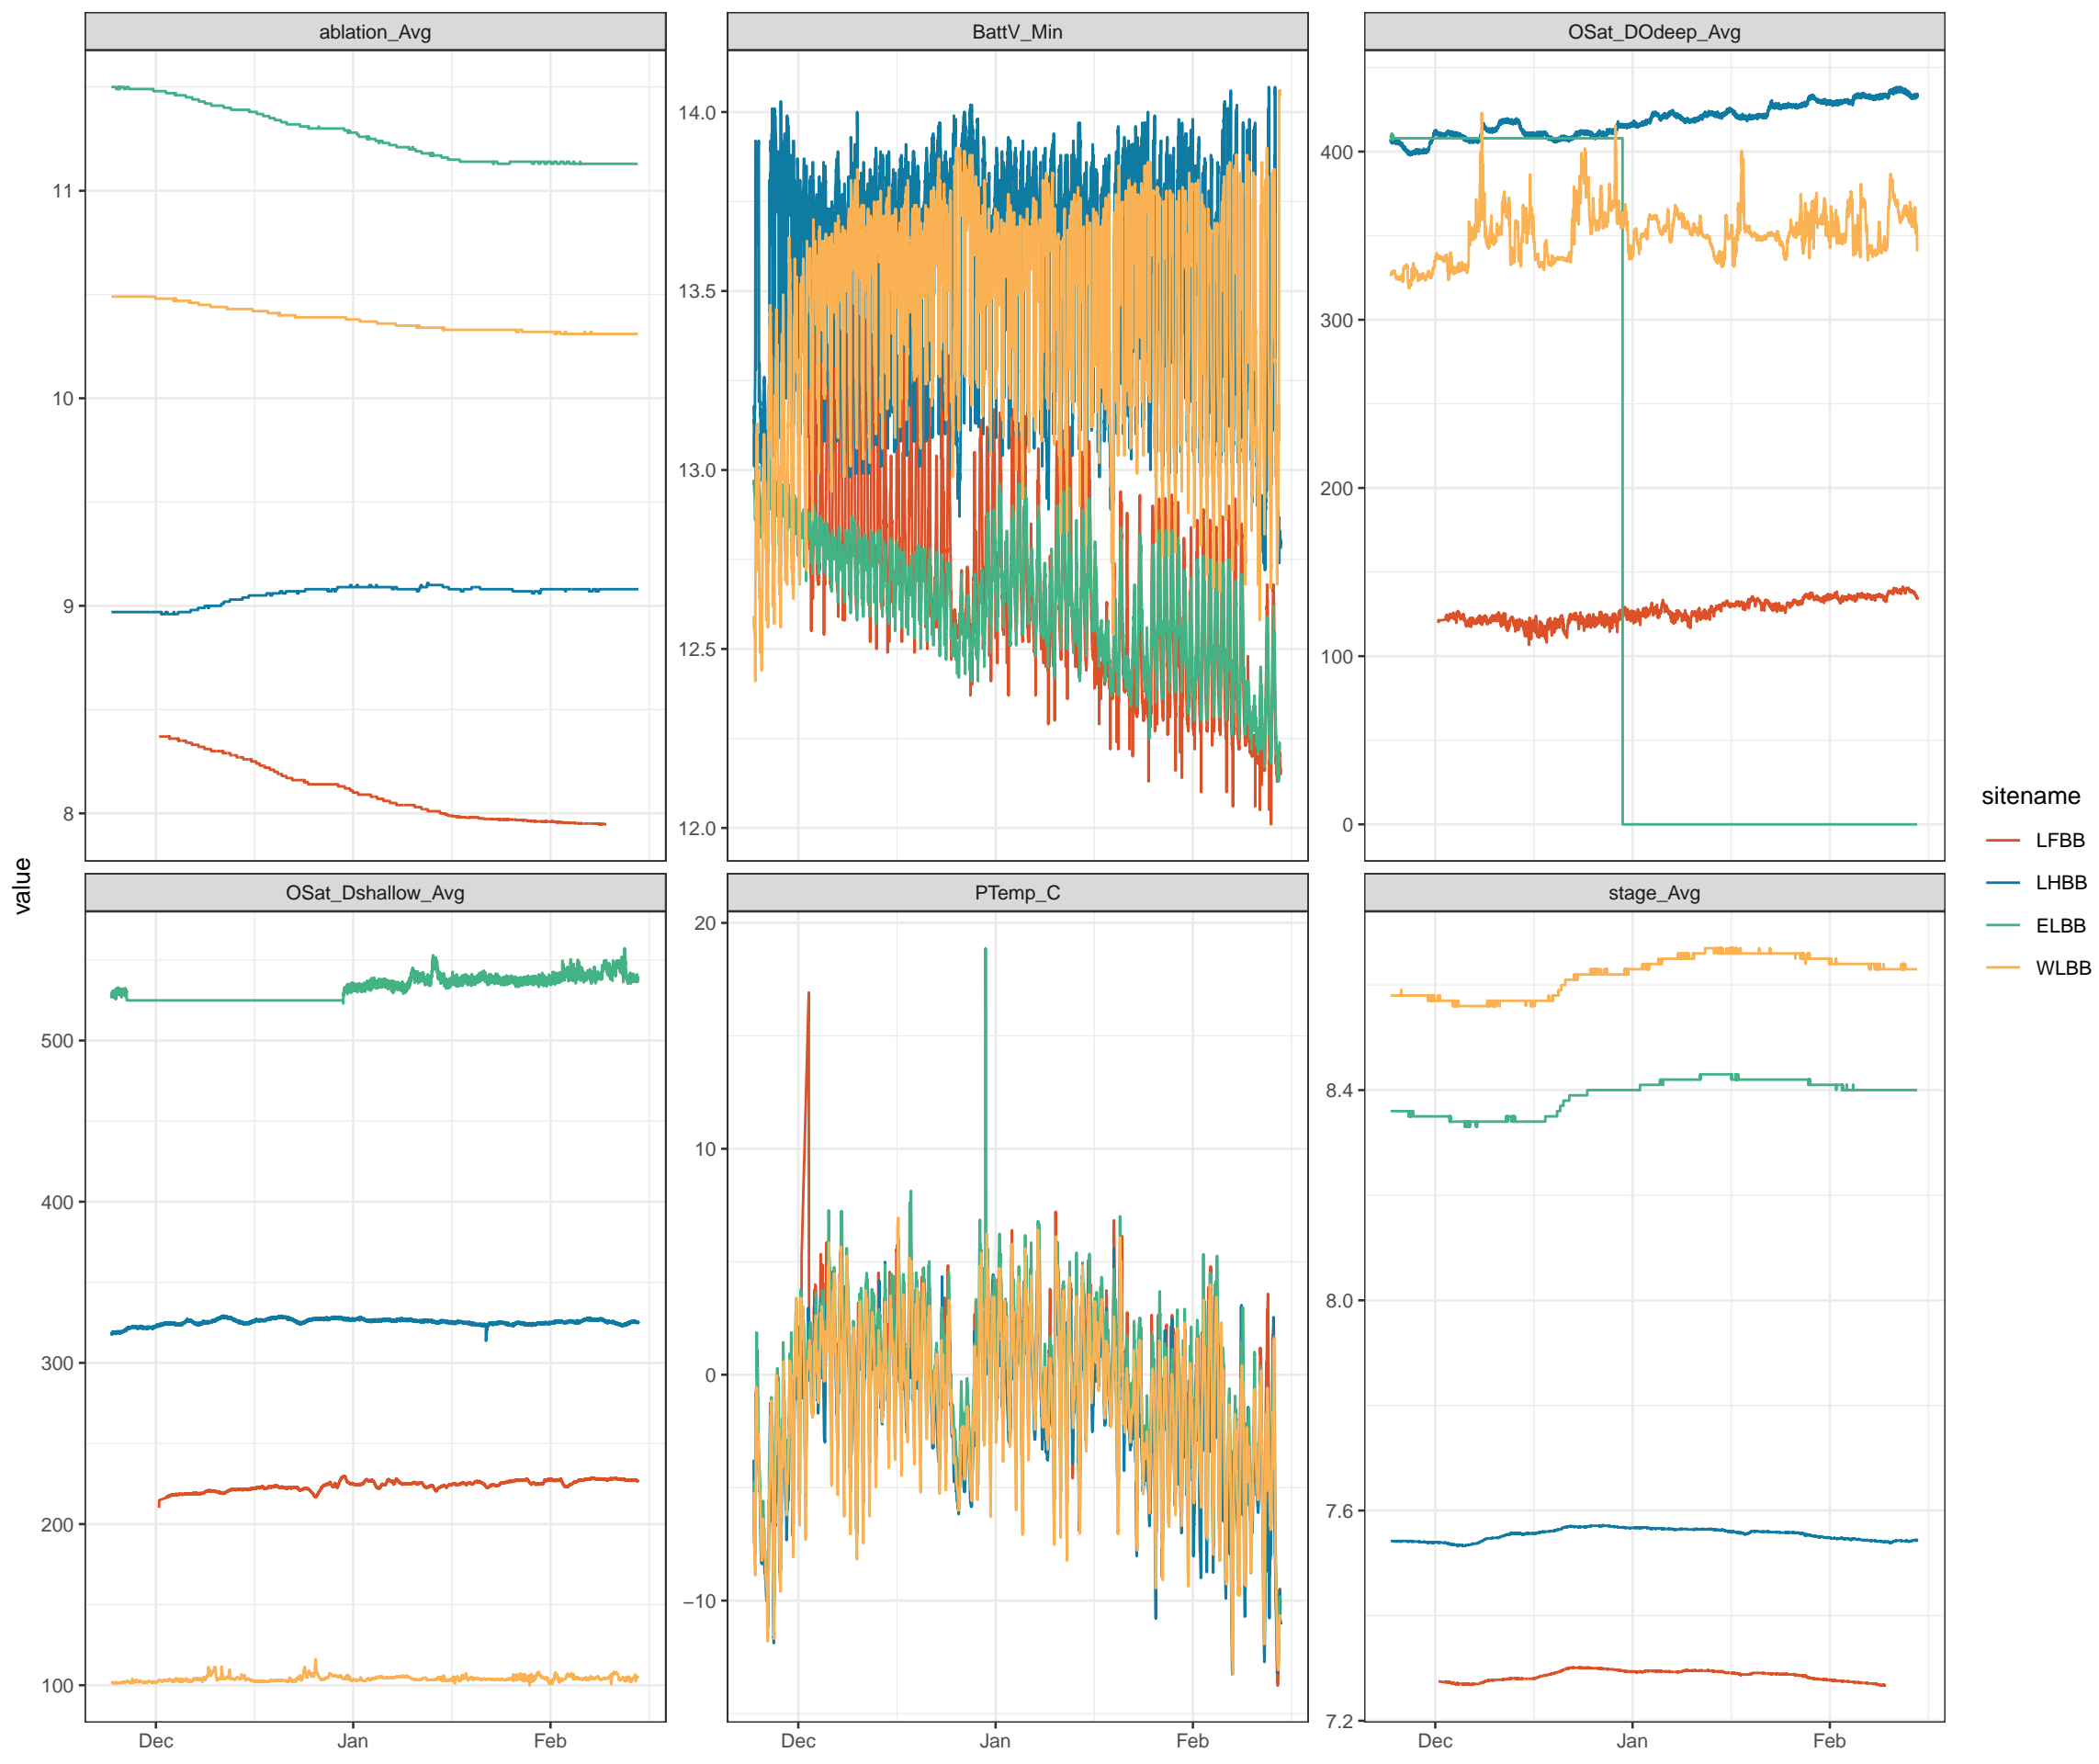 ablation_Avg
BattV_Min
OSat_DOdeep_Avg
11
10
9
8
14.0
13.5
13.0
12.5
12.0
400
300
200
100
0
value
OSat_Dshallow_Avg
PTemp_C
stage_Avg
500
400
300
200
100
20
10
0
−10
8.4
8.0
7.6
7.2
Dec Jan Feb
Dec Jan Feb
Dec Jan Feb
sitename
LFBB
LHBB
ELBB
WLBB